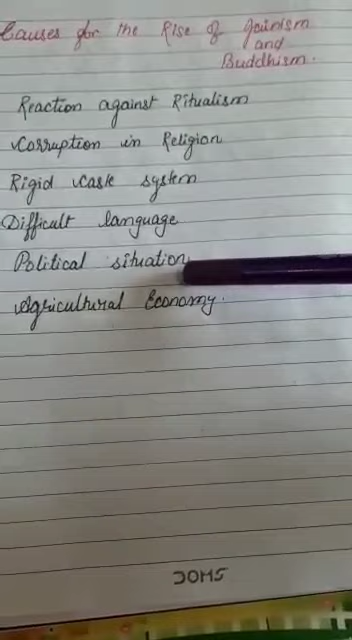 Causes for the Rise of Jainism
and
Buddhism.
Reaction against Ritualism
Corruption in Religion
Rigid caste system
Difficult language
Political situation
Agricultural Economy.
JOMS